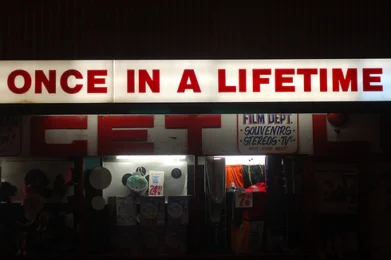 ONCE IN A LIFETIME
FILM DEPT.
SOUVENIRS
STEREOS-TV